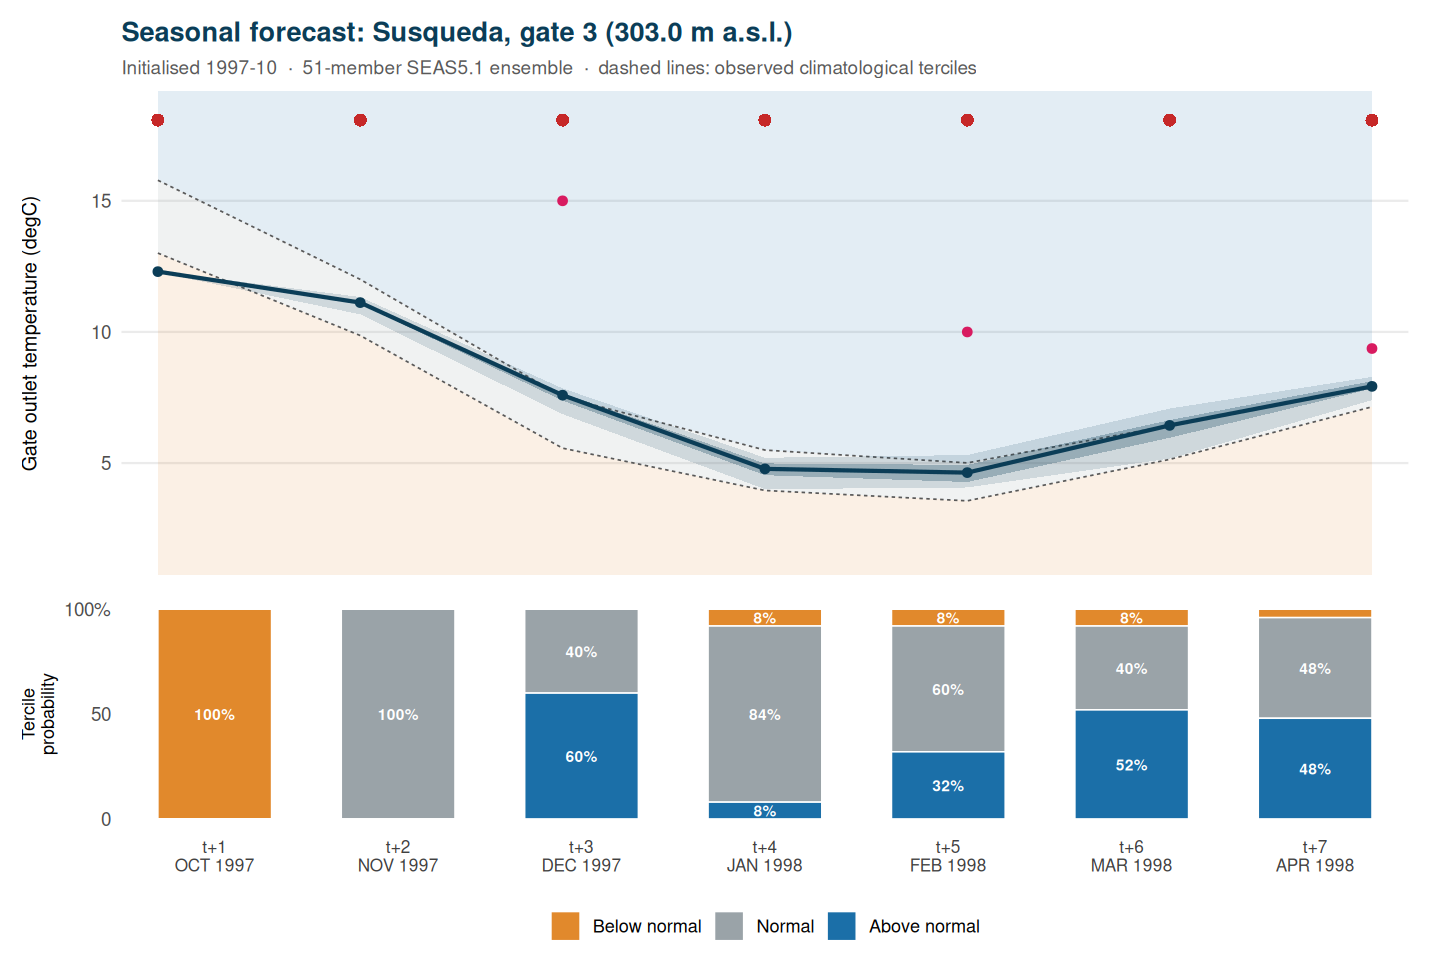 Seasonal forecast: Susqueda, gate 3 (303.0 m a.s.l.)
Initialised 1997-10 · 51-member SEAS5.1 ensemble · dashed lines: observed climatological terciles
Gate outlet temperature (degC)
15
10
5
Tercile
probability
100%
50
0
100%
100%
40%
60%
8%
84%
8%
8%
60%
32%
8%
40%
52%
48%
48%
t+1
OCT 1997
t+2
NOV 1997
t+3
DEC 1997
t+4
JAN 1998
t+5
FEB 1998
t+6
MAR 1998
t+7
APR 1998
Below normal
Normal
Above normal